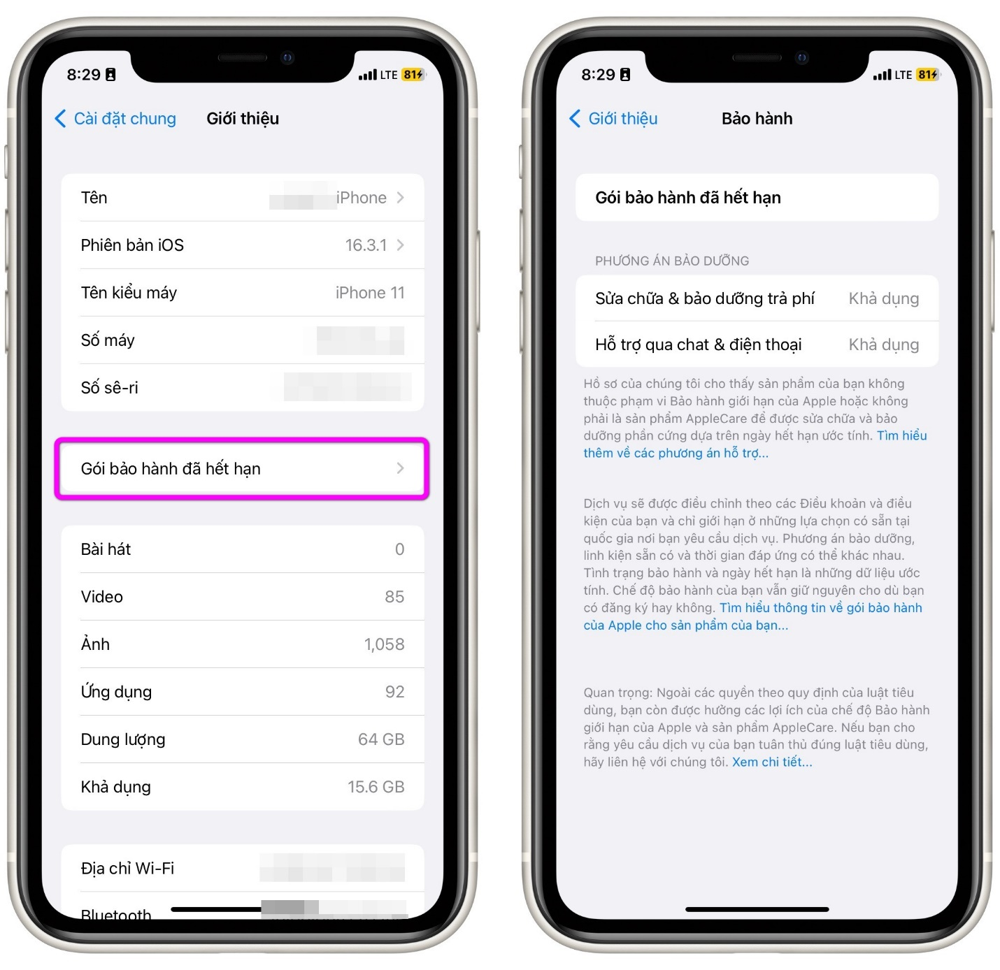 8:29
LTE 81
Cài đặt chung
Giới thiệu
Tên
iPhone
Phiên bản iOS
16.3.1
Tên kiểu máy
iPhone 11
Số máy
Số sê-ri
Gói bảo hành đã hết hạn
Bài hát
0
Video
85
Ảnh
1,058
Ứng dụng
92
Dung lượng
64 GB
Khả dụng
15.6 GB
Địa chỉ Wi-Fi
Bluetooth
8:29
LTE 81
Giới thiệu
Bảo hành
Gói bảo hành đã hết hạn
PHƯƠNG ÁN BẢO DƯỠNG
Sửa chữa & bảo dưỡng trả phí
Khả dụng
Hỗ trợ qua chat & điện thoại
Khả dụng
Hồ sơ của chúng tôi cho thấy sản phẩm của bạn không
thuộc phạm vi Bảo hành giới hạn của Apple hoặc không
phải là sản phẩm AppleCare để được sửa chữa và bảo
dưỡng phần cứng dựa trên ngày hết hạn ước tính. Tìm hiểu
thêm về các phương án hỗ trợ...
Dịch vụ sẽ được điều chỉnh theo các Điều khoản và điều
kiện của bạn và chỉ giới hạn ở những lựa chọn có sẵn tại
quốc gia nơi bạn yêu cầu dịch vụ. Phương án bảo dưỡng,
linh kiện sẵn có và thời gian đáp ứng có thể khác nhau.
Tình trạng bảo hành và ngày hết hạn là những dữ liệu ước
tính. Chế độ bảo hành của bạn vẫn giữ nguyên cho dù bạn
có đăng ký hay không. Tìm hiểu thông tin về gói bảo hành
của Apple cho sản phẩm của bạn...
Quan trọng: Ngoài các quyền theo quy định của luật tiêu
dùng, bạn còn được hưởng các lợi ích của chế độ Bảo hành
giới hạn của Apple và sản phẩm AppleCare. Nếu bạn cho
rằng yêu cầu dịch vụ của bạn tuân thủ đúng luật tiêu dùng,
hãy liên hệ với chúng tôi. Xem chi tiết...